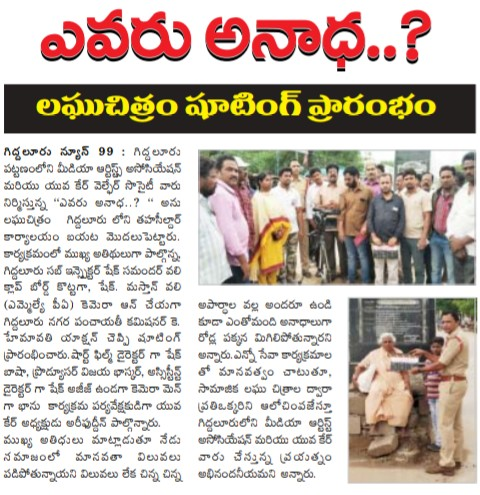 ఎవరు అనాధ..?
లఘుచిత్రం షూటింగ్ ప్రారంభం
గిద్దలూరు న్యూస్ 99 : గిద్దలూరు
పట్టణంలోని మీడియా ఆర్టిస్ట్స్ అసోసియేషన్
మరియు యువ కేర్ వెల్ఫేర్ సొసైటీ వారు
నిర్మిస్తున్న "ఎవరు అనాధ..? " అను
లఘుచిత్రం గిద్దలూరు లోని తహసీల్దార్
కార్యాలయం బయట మొదలుపెట్టారు.
కార్యక్రమంలో ముఖ్య అతిథులుగా పాల్గొన్న
గిద్దలూరు సబ్ ఇన్స్పెక్టర్ షేక్ సమందర్ వలి
క్లాప్ బోర్డ్ కొట్టగా, షేక్. మస్తాన్ వలి
(ఎమ్మెల్యే పీఏ) కెమెరా ఆన్ చేయగా
గిద్దలూరు నగర పంచాయతీ కమిషనర్ కె.
హేమావతి యాక్షన్ చెప్పి షూటింగ్
ప్రారంభించారు.షార్ట్ ఫిల్మ్ డైరెక్టర్ గా షేక్
బాషా, ప్రొడ్యూసర్ విజయ భాస్కర్, అసిస్టెంట్
డైరెక్టర్ గా షేక్ అజీజ్ ఉండగా కెమెరా మెన్
గా భాను కార్యక్రమ పర్యవేక్షకుడిగా యువ
కేర్ అధ్యక్షుడు అరీఫుద్దీన్ పాల్గొన్నారు.
ముఖ్య అతిధులు మాట్లాడుతూ నేడు
సమాజంలో మానవతా విలువలు
పడిపోతున్నాయని విలువలు లేక చిన్న చిన్న
అపార్ధాల వల్ల అందరూ ఉండి
కూడా ఎంతోమంది అనాధలుగా
రోడ్ల పక్కన మిగిలిపోతున్నారని
అన్నారు.ఎన్నో సేవా కార్యక్రమాల
తో మానవత్వం చాటుతూ,
సామాజిక లఘు చిత్రాల ద్వారా
ప్రతిఒక్కరిని ఆలోచింపజేస్తూ
గిద్దలూరులోని మీడియా ఆర్టిస్ట్
అసోసియేషన్ మరియు యువ కేర్
వారు చేస్తున్న ప్రయత్నం
అభినందనీయమని అన్నారు.